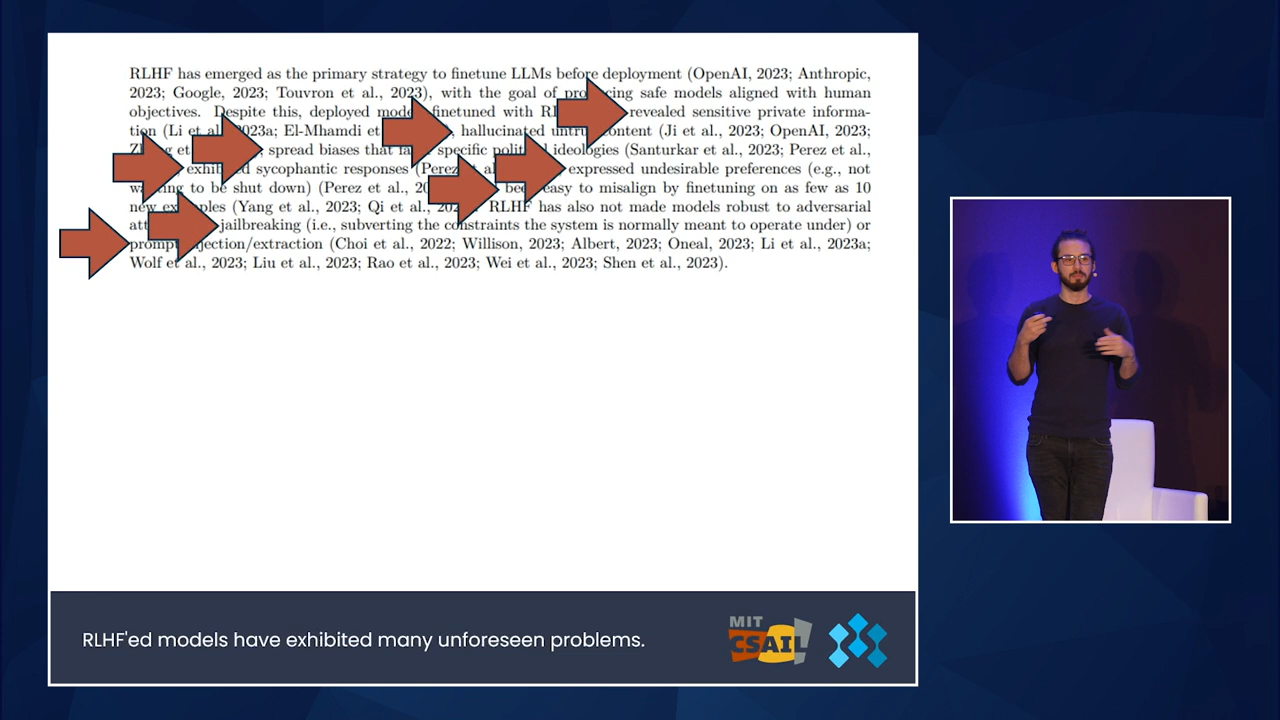 RLHF has emerged as the primary strategy to finetune LLMs before deployment (OpenAI, 2023; Anthropic,
2023; Google, 2023; Touvron et al., 2023), with the goal of producing safe models aligned with human
objectives. Despite this, deployed models finetuned with revealed sensitive private informa-
tion (Li et al 2023a; El-Mhamdi et hallucinated untrue content (Ji et al., 2023; OpenAI, 2023;
et spread biases that specific political ideologies (Santurkar et al., 2023; Perez et al.,
exhibited sycophantic responses (Perez al expressed undesirable preferences (e.g., not
to be shut down) (Perez et al., easy to misalign by finetuning on as few as 10
new examples (Yang et al., 2023; Qi et al., RLHF has also not made models robust to adversarial
jailbreaking (i.e., subverting the constraints the system is normally meant to operate under) or
prompt injection/extraction (Choi et al., 2022; Willison, 2023; Albert, 2023; Oneal, 2023; Li et al., 2023a;
Wolf et al., 2023; Liu et al., 2023; Rao et al., 2023; Wei et al., 2023; Shen et al., 2023).
RLHF'ed models have exhibited many unforeseen problems.
MIT
CSAIL